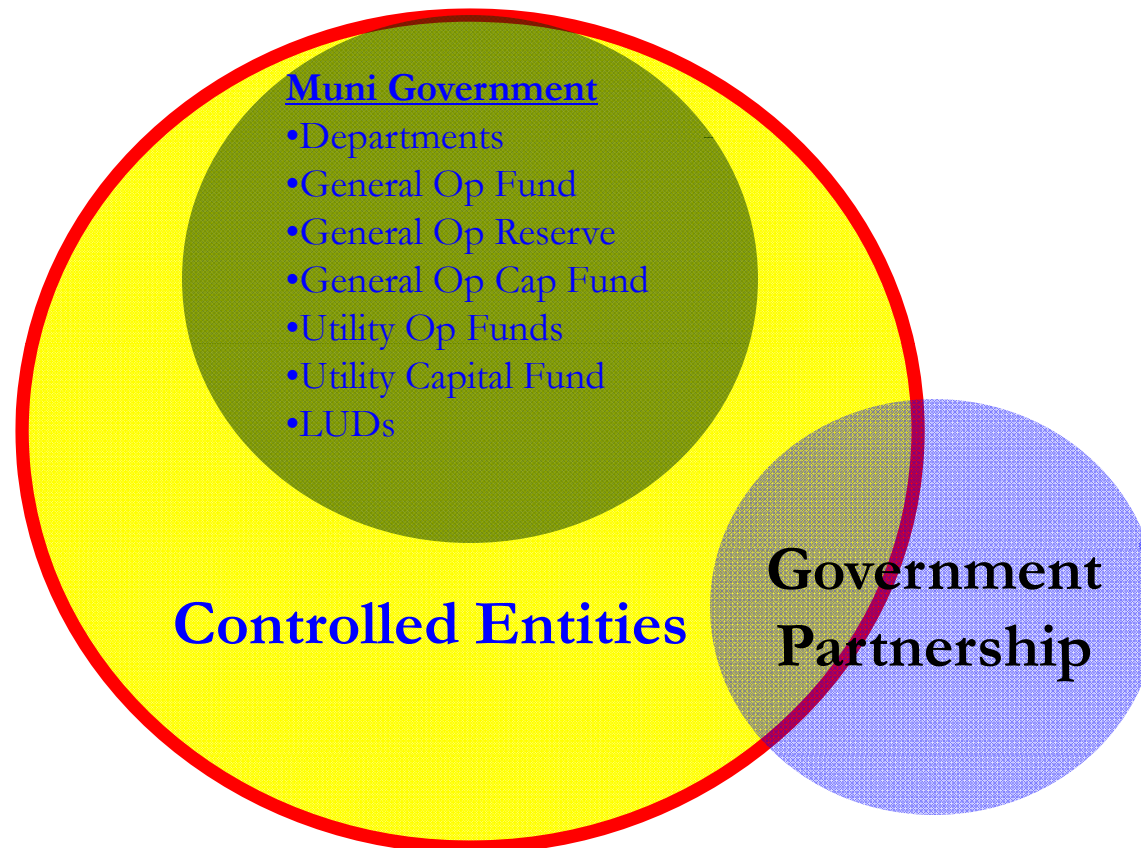 Muni Government
•Departments
•General Op Fund
•General Op Reserve
•General Op Cap Fund
•Utility Op Funds
•Utility Capital Fund
•LUDs
Government
Partnership
Controlled Entities